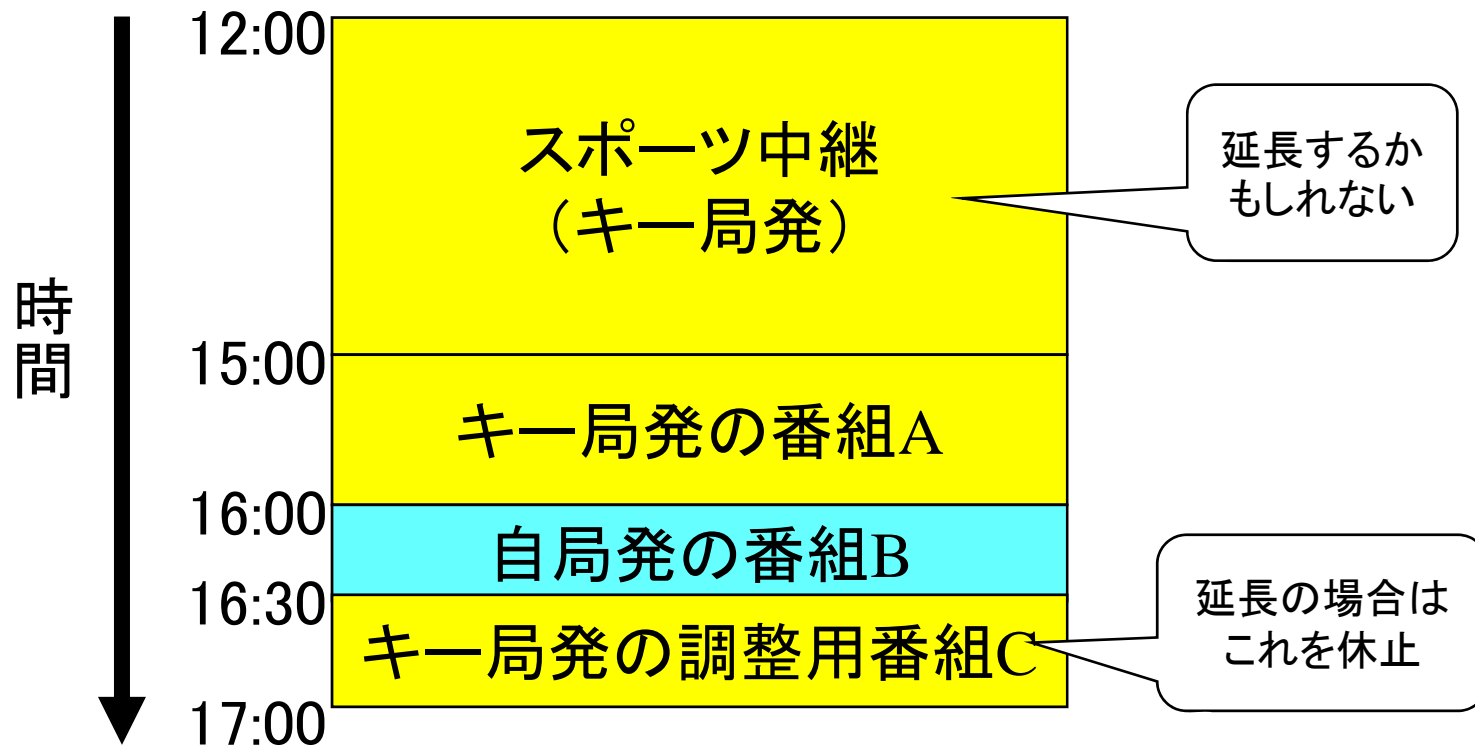 時間
12:00
スポーツ中継
(キー局発)
延長するか
もしれない
15:00
キー局発の番組A
16:00
自局発の番組B
16:30
キー局発の調整用番組C
延長の場合は
これを休止
17:00